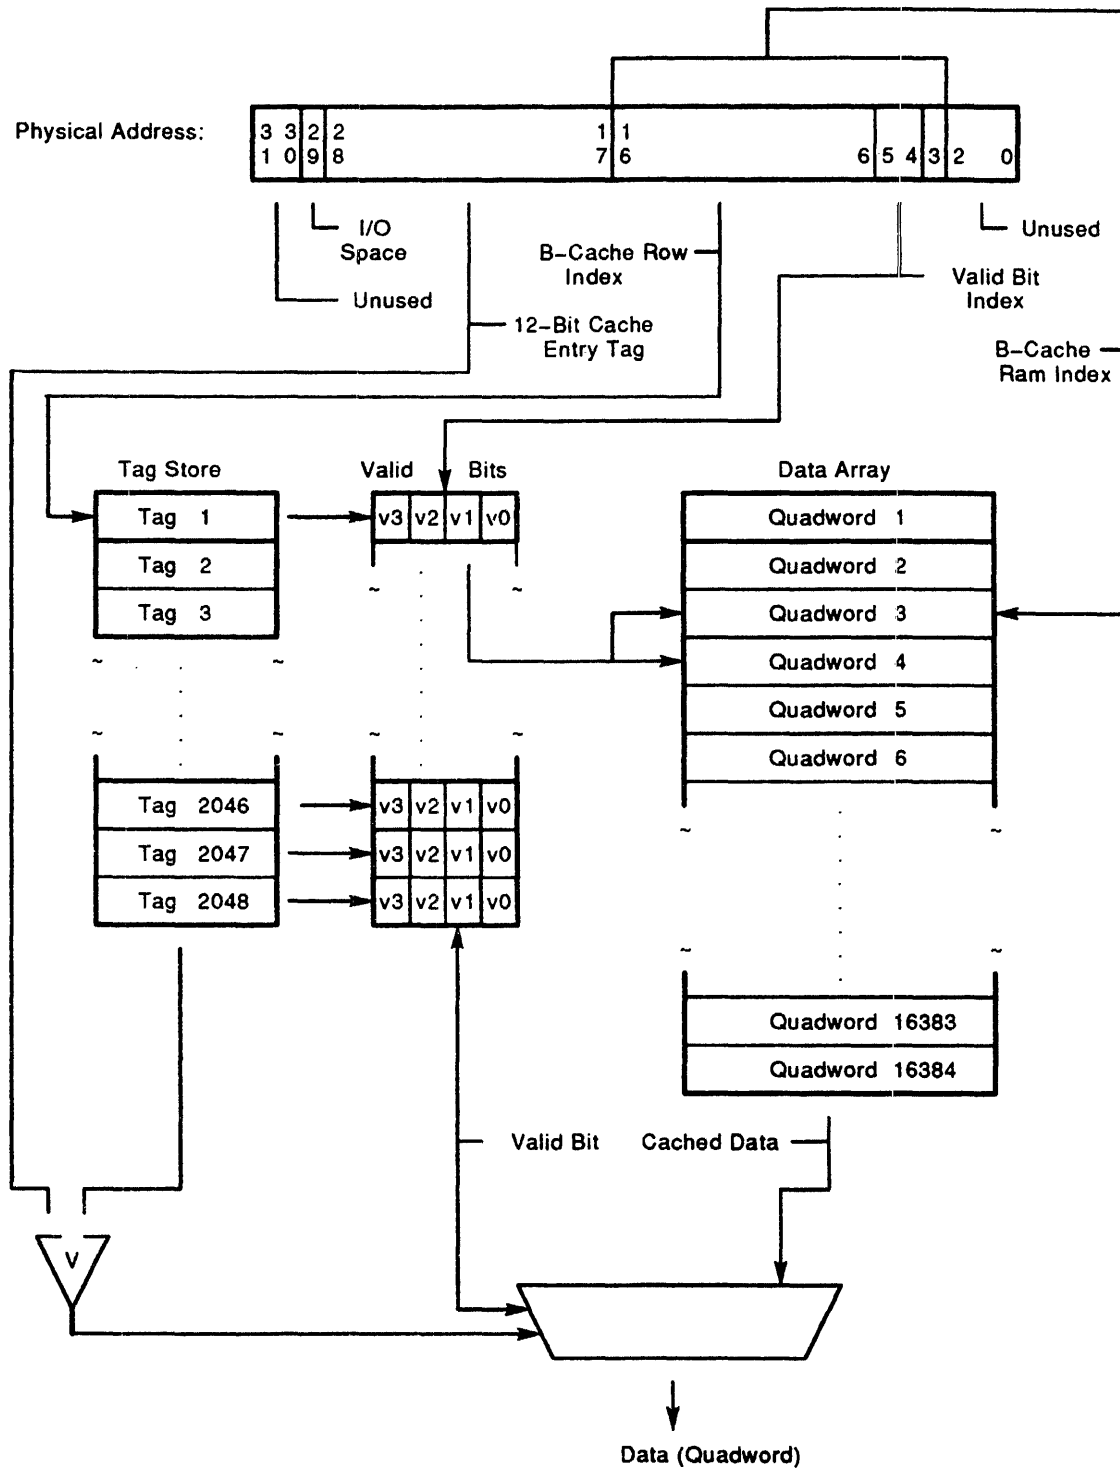 Physical Address:
3 3 2 2 1 1
1 0 9 8 7 6 6 5 4 3 2 0
I/O
Space
Unused
12-Bit Cache
Entry Tag
B-Cache Row
Index
Unused
Valid Bit
Index
B-Cache
Ram Index
Tag Store
Valid Bits
Data Array
Tag 1
v3 v2 v1 v0
Quadword 1
Tag 2
Quadword 2
Tag 3
Quadword 3
Quadword 4
Quadword 5
Quadword 6
Tag 2046
v3 v2 v1 v0
Tag 2047
v3 v2 v1 v0
Tag 2048
v3 v2 v1 v0
Quadword 16383
Quadword 16384
Valid Bit
Cached Data
V
Data (Quadword)